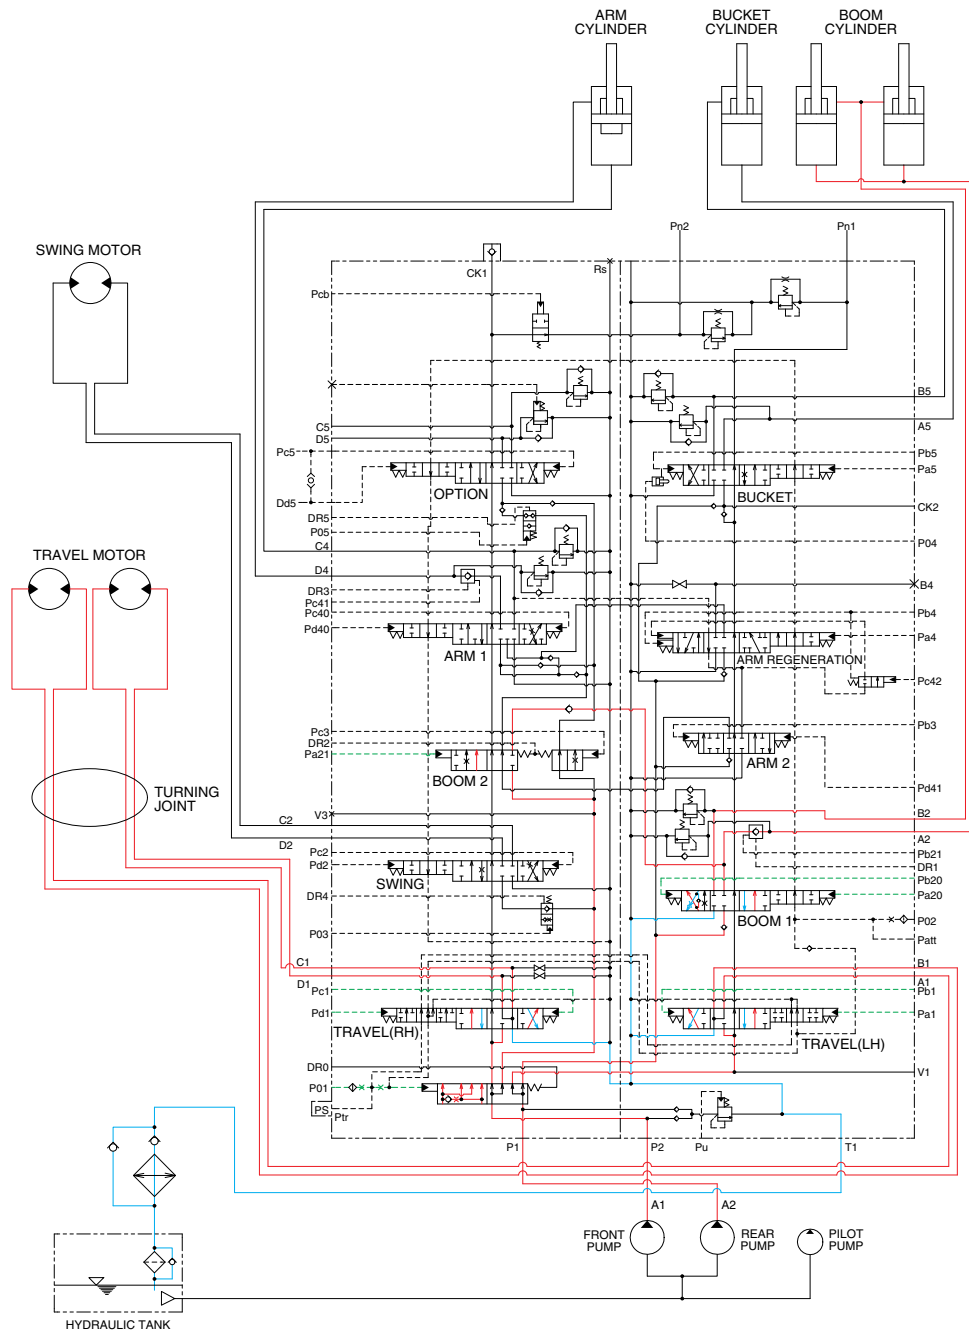 ARM
CYLINDER
BUCKET
CYLINDER
BOOM
CYLINDER
SWING MOTOR
Pn2
Pn1
CK1
Rs
Pcb
C5
D5
Pc5
Dd5
DR5
P05
C4
D4
DR3
Pc41
Pc40
Pd40
OPTION
ARM 1
B5
A5
Pb5
Pa5
BUCKET
CK2
P04
B4
Pb4
Pa4
ARM REGENERATION
Pc42
TRAVEL MOTOR
Pc3
DR2
Pa21
BOOM 2
Pb3
ARM 2
Pd41
TURNING
JOINT
V3
C2
D2
Pc2
Pd2
SWING
DR4
P03
B2
A2
Pb21
DR1
Pb20
Pa20
BOOM 1
P02
Patt
C1
D1
Pc1
Pd1
TRAVEL(RH)
B1
A1
Pb1
Pa1
TRAVEL(LH)
DR0
P01
PS
Ptr
V1
P1
P2
Pu
T1
A1
A2
FRONT
PUMP
REAR
PUMP
PILOT
PUMP
HYDRAULIC TANK